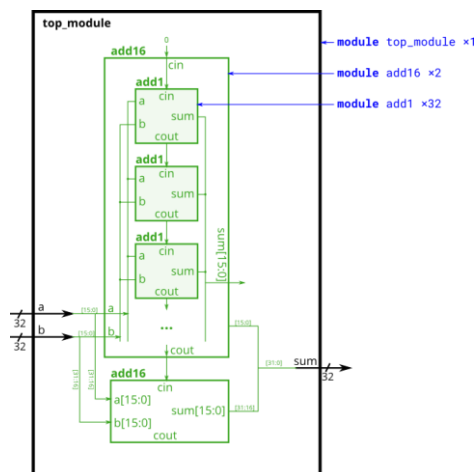 top_module
0
module top_module ×1
add16
cin
module add16 ×2
add1
cin
a
sum
b
cout
module add1 ×32
add1
cin
a
sum
b
cout
add1
cin
a
sum
b
cout
sum[15:0]
a
32
[15:0]
a
b
32
[15:0]
b
...
cout
[15:0]
[31:16]
[31:16]
[31:0]
sum
32
add16
cin
a[15:0]
sum[15:0]
[31:16]
b[15:0]
cout